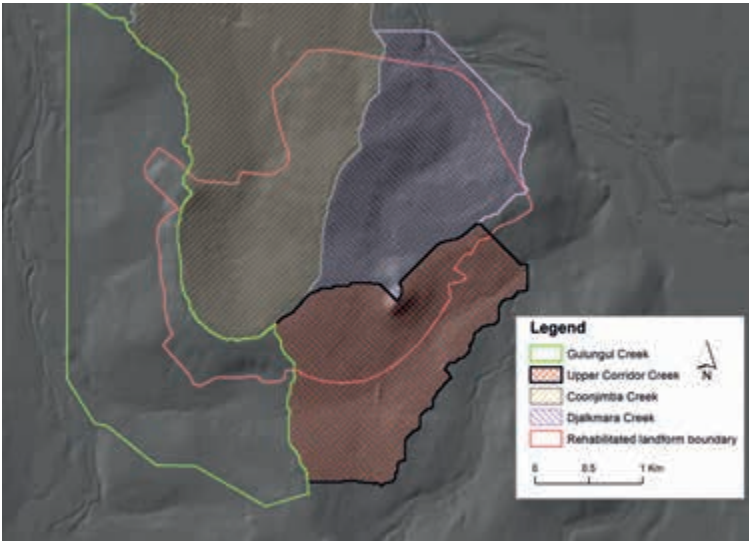 Legend
Gulungul Creek
Upper Corridor Creek
Coonjimba Creek
Djalkmara Creek
Rehabilitated landform boundary
N
0 0.5 1 Km